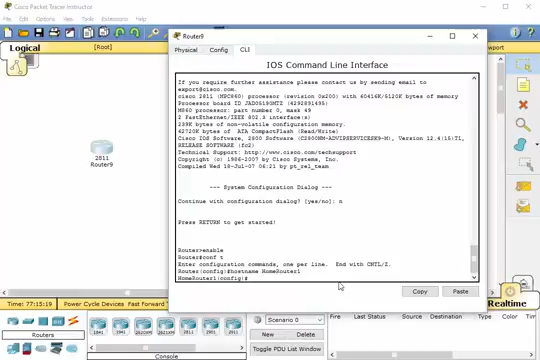 Cisco Packet Tracer Instructor
File Edit Options View Tools Extensions Help
Logical
[Root]
2811
Router9
Router9
Physical Config CLI
IOS Command Line Interface
If you require further assistance please contact us by sending email to
export@cisco.com.
cisco 2811 (MPC860) processor (revision 0x200) with 60416K/5120K bytes of memory
Processor board ID JAD05190MTZ (4292891495)
M860 processor: part number 0, mask 49
2 FastEthernet/IEEE 802.3 interface(s)
239K bytes of non-volatile configuration memory.
62720K bytes of ATA CompactFlash (Read/Write)
Cisco IOS Software, 2800 Software (C2800NM-ADVIPSERVICESK9-M), Version 12.4(15)T1,
RELEASE SOFTWARE (fc2)
Technical Support: http://www.cisco.com/techsupport
Copyright (c) 1986-2007 by Cisco Systems, Inc.
Compiled Wed 18-Jul-07 06:21 by pt_rel_team
--- System Configuration Dialog ---
Continue with configuration dialog? [yes/no]: n
Press RETURN to get started!
Router>enable
Router#conf t
Enter configuration commands, one per line. End with CNTL/Z.
Router(config)#hostname HomeRouter1
HomeRouter1(config)#
Copy Paste
Time: 77:15:19 Power Cycle Devices Fast Forward
Realtime
Routers
1841 2811 2901
Scenario 0
New Delete
Toggle PDU List Window
Fire Last Status Source Destination Type Color
Console